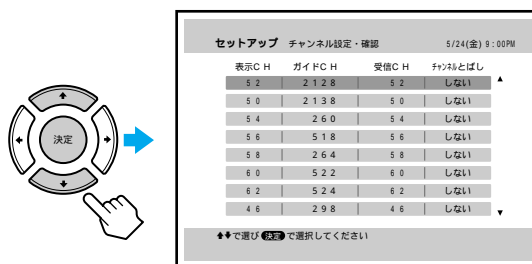 セットアップ チャンネル設定・確認 5/24(金) 9:00PM
表示CH ガイドCH 受信CH ﾁｬﾝﾈﾙとばし
52 2128 52 しない
50 2138 50 しない
54 260 54 しない
56 518 56 しない
58 264 58 しない
60 522 60 しない
62 524 62 しない
46 298 46 しない
決定
で選び 決定 で選択してください